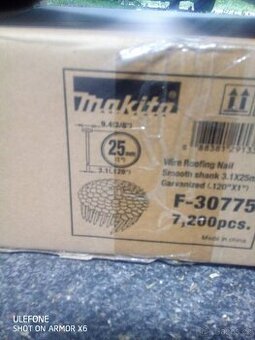 makita
9.4(3/8")
25mm
(1")
3.1(.120")
Wire Roofing Nail
Smooth shank 3.1X25m
Galvanized (.120"X1")
F-30775
7,200pcs.
Made in china
ULEFONE
SHOT ON ARMOR X6